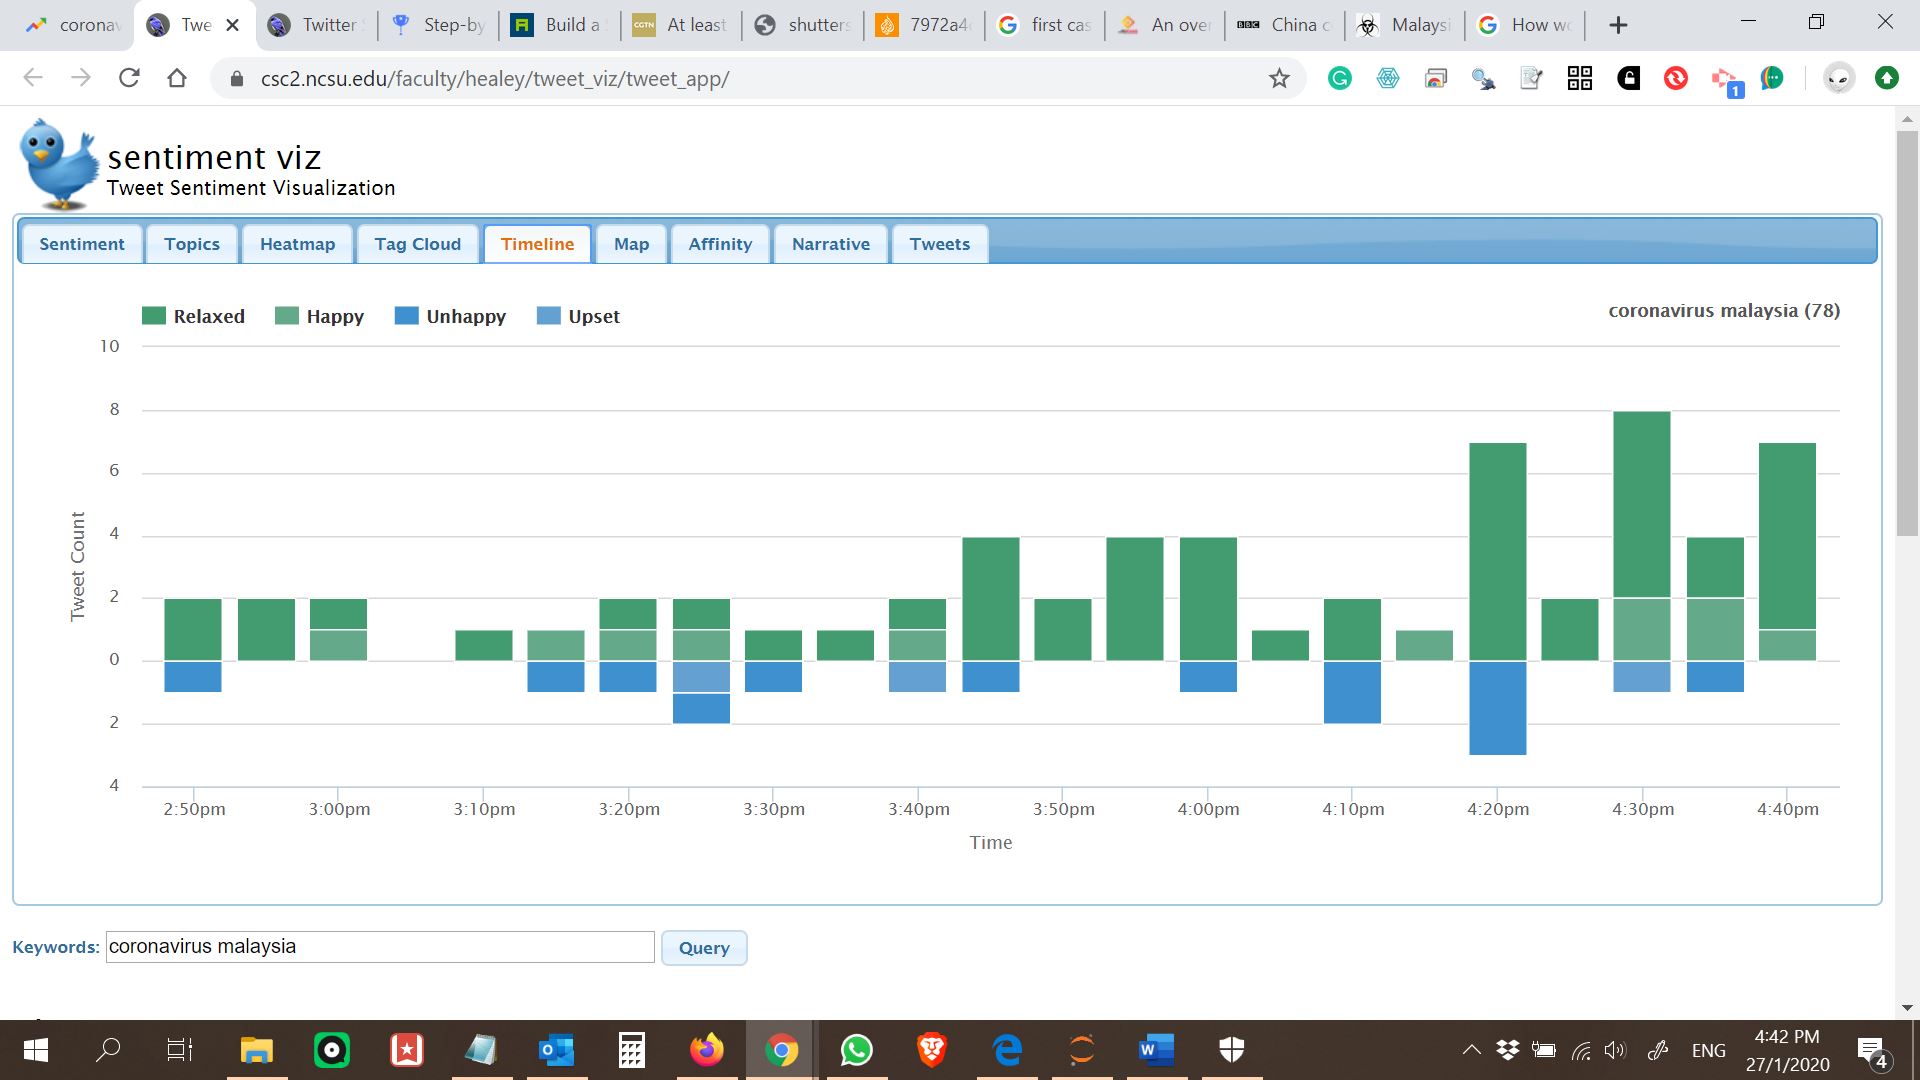 coronav
Twe
Twitter
Step-by
Build a
CGTN
At least
shutters
7972a4
first cas
An over
BBC
China c
Malaysi
How wo
csc2.ncsu.edu/faculty/healey/tweet_viz/tweet_app/
1
sentiment viz
Tweet Sentiment Visualization
Sentiment Topics Heatmap Tag Cloud Timeline Map Affinity Narrative Tweets
Relaxed Happy Unhappy Upset
coronavirus malaysia (78)
10
8
6
4
2
0
2
4
Tweet Count
2:50pm 3:00pm 3:10pm 3:20pm 3:30pm 3:40pm 3:50pm 4:00pm 4:10pm 4:20pm 4:30pm 4:40pm
Time
Keywords: coronavirus malaysia Query
ENG
4:42 PM
27/1/2020
4